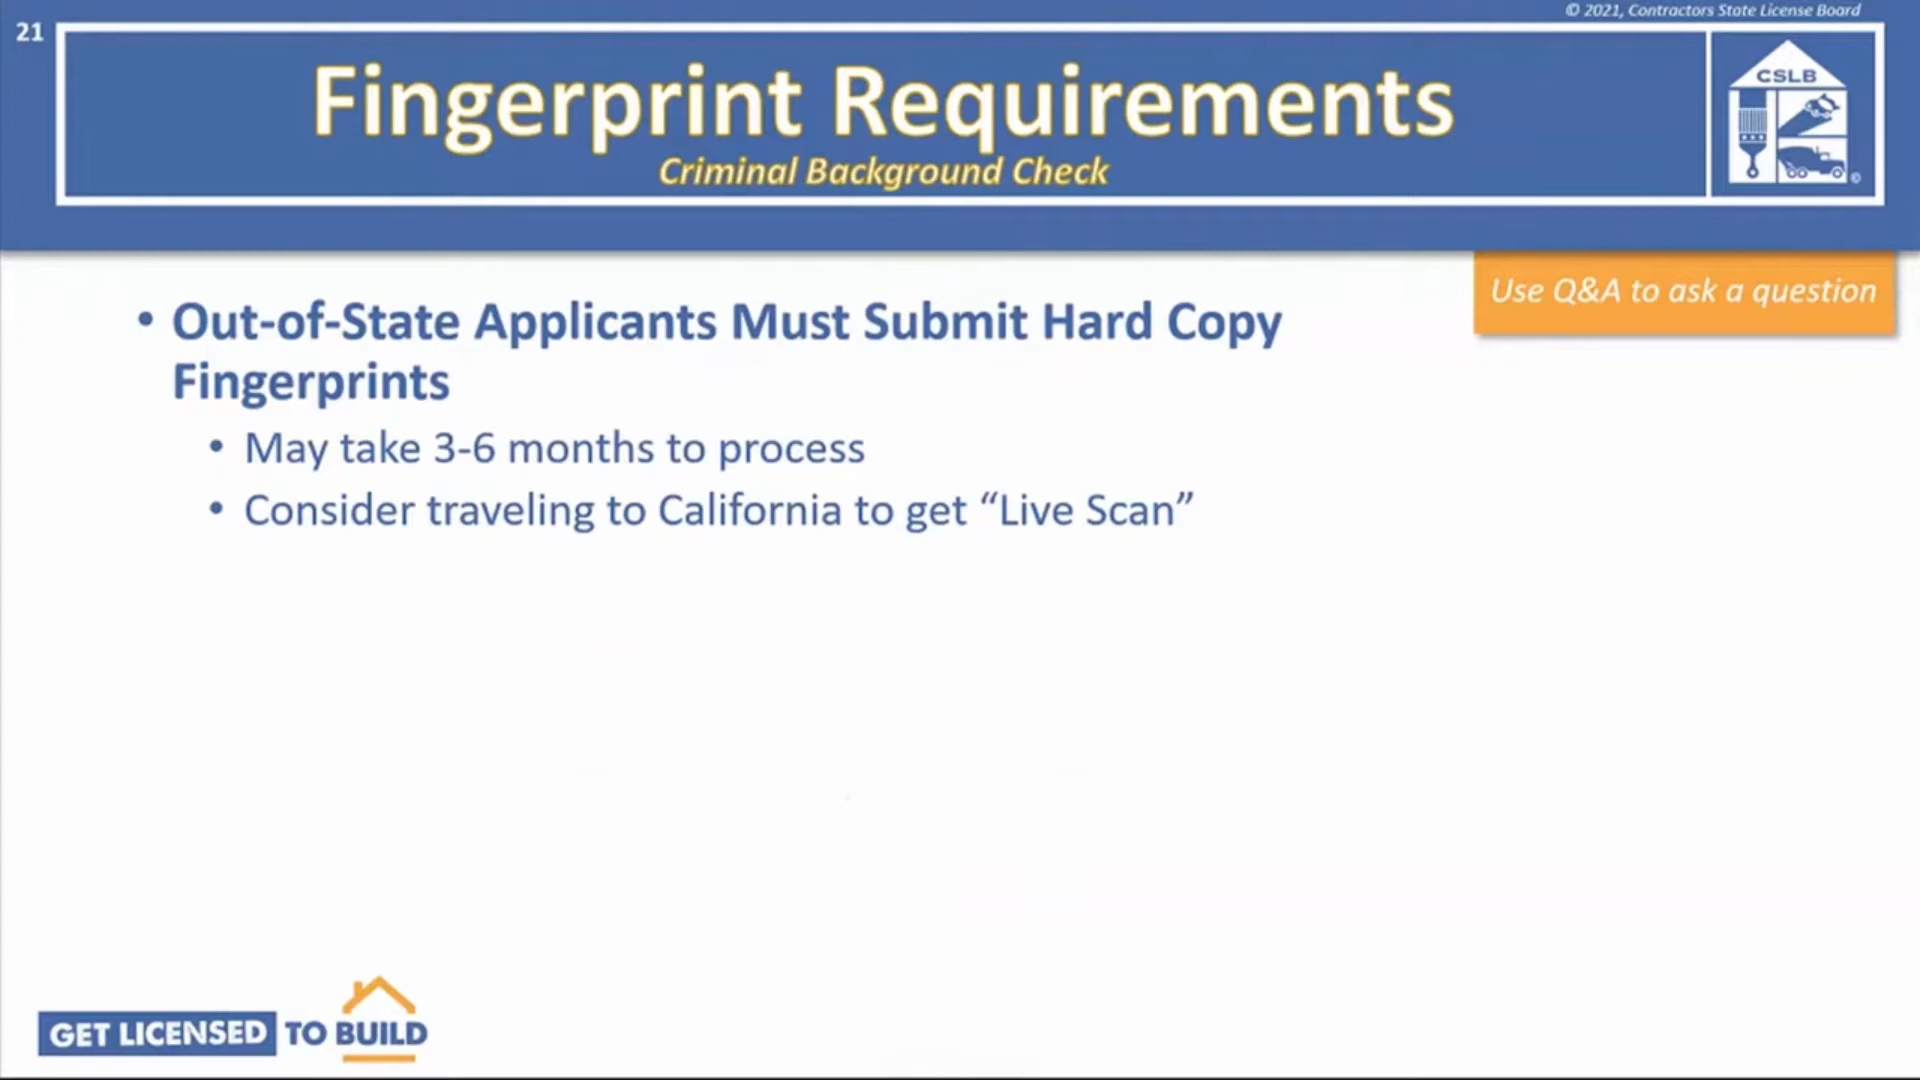 © 2021, Contractors State License Board
21
Fingerprint Requirements
Criminal Background Check
CSLB
©
Use Q&A to ask a question
• Out-of-State Applicants Must Submit Hard Copy
Fingerprints
• May take 3-6 months to process
• Consider traveling to California to get “Live Scan”
GET LICENSED TO BUILD